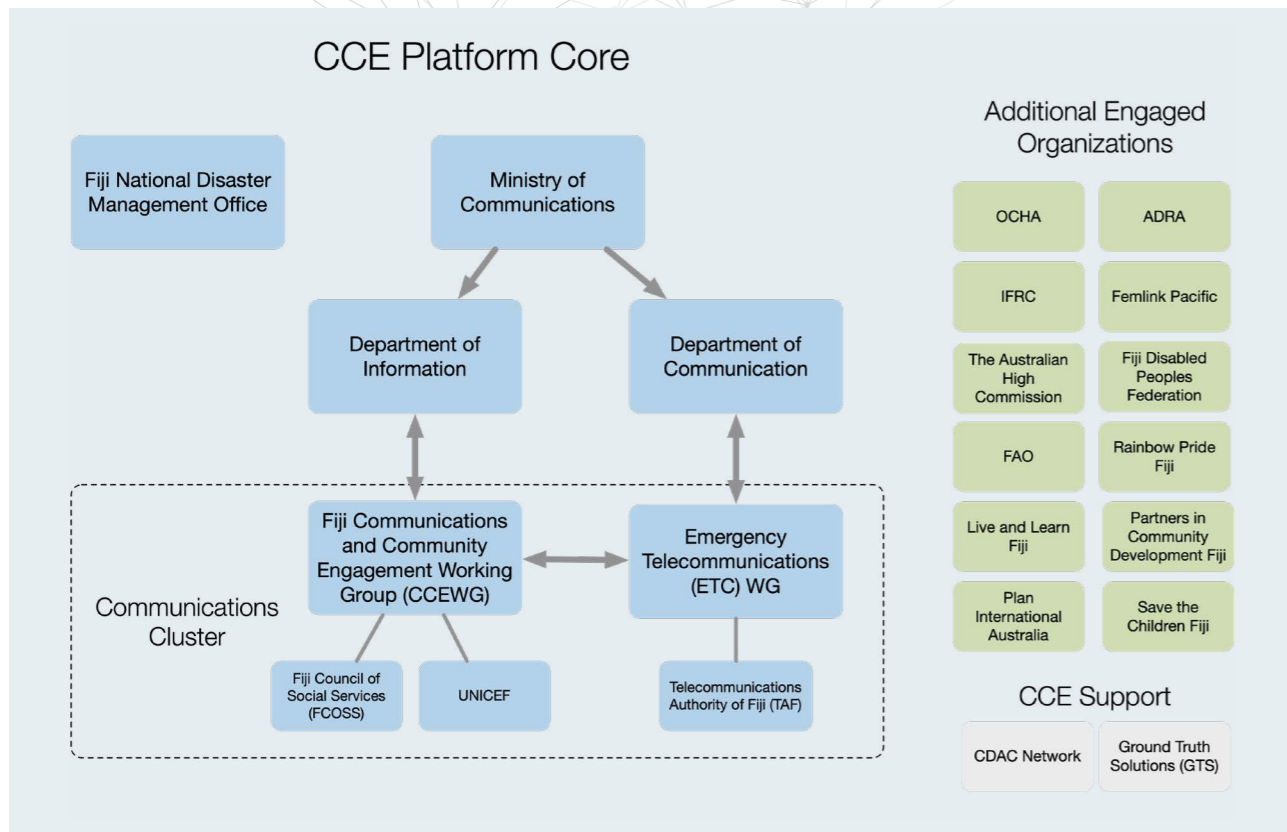 CCE Platform Core
Fiji National Disaster
Management Office
Ministry of
Communications
Department of
Information
Department of
Communication
Communications
Cluster
Fiji Communications
and Community
Engagement Working
Group (CCEWG)
Emergency
Telecommunications
(ETC) WG
Fiji Council of
Social Services
(FCOSS)
UNICEF
Telecommunications
Authority of Fiji (TAF)
Additional Engaged
Organizations
OCHA
ADRA
IFRC
Femlink Pacific
The Australian
High
Commission
Fiji Disabled
Peoples
Federation
FAO
Rainbow Pride
Fiji
Live and Learn
Fiji
Partners in
Community
Development Fiji
Plan
International
Australia
Save the
Children Fiji
CCE Support
CDAC Network
Ground Truth
Solutions (GTS)